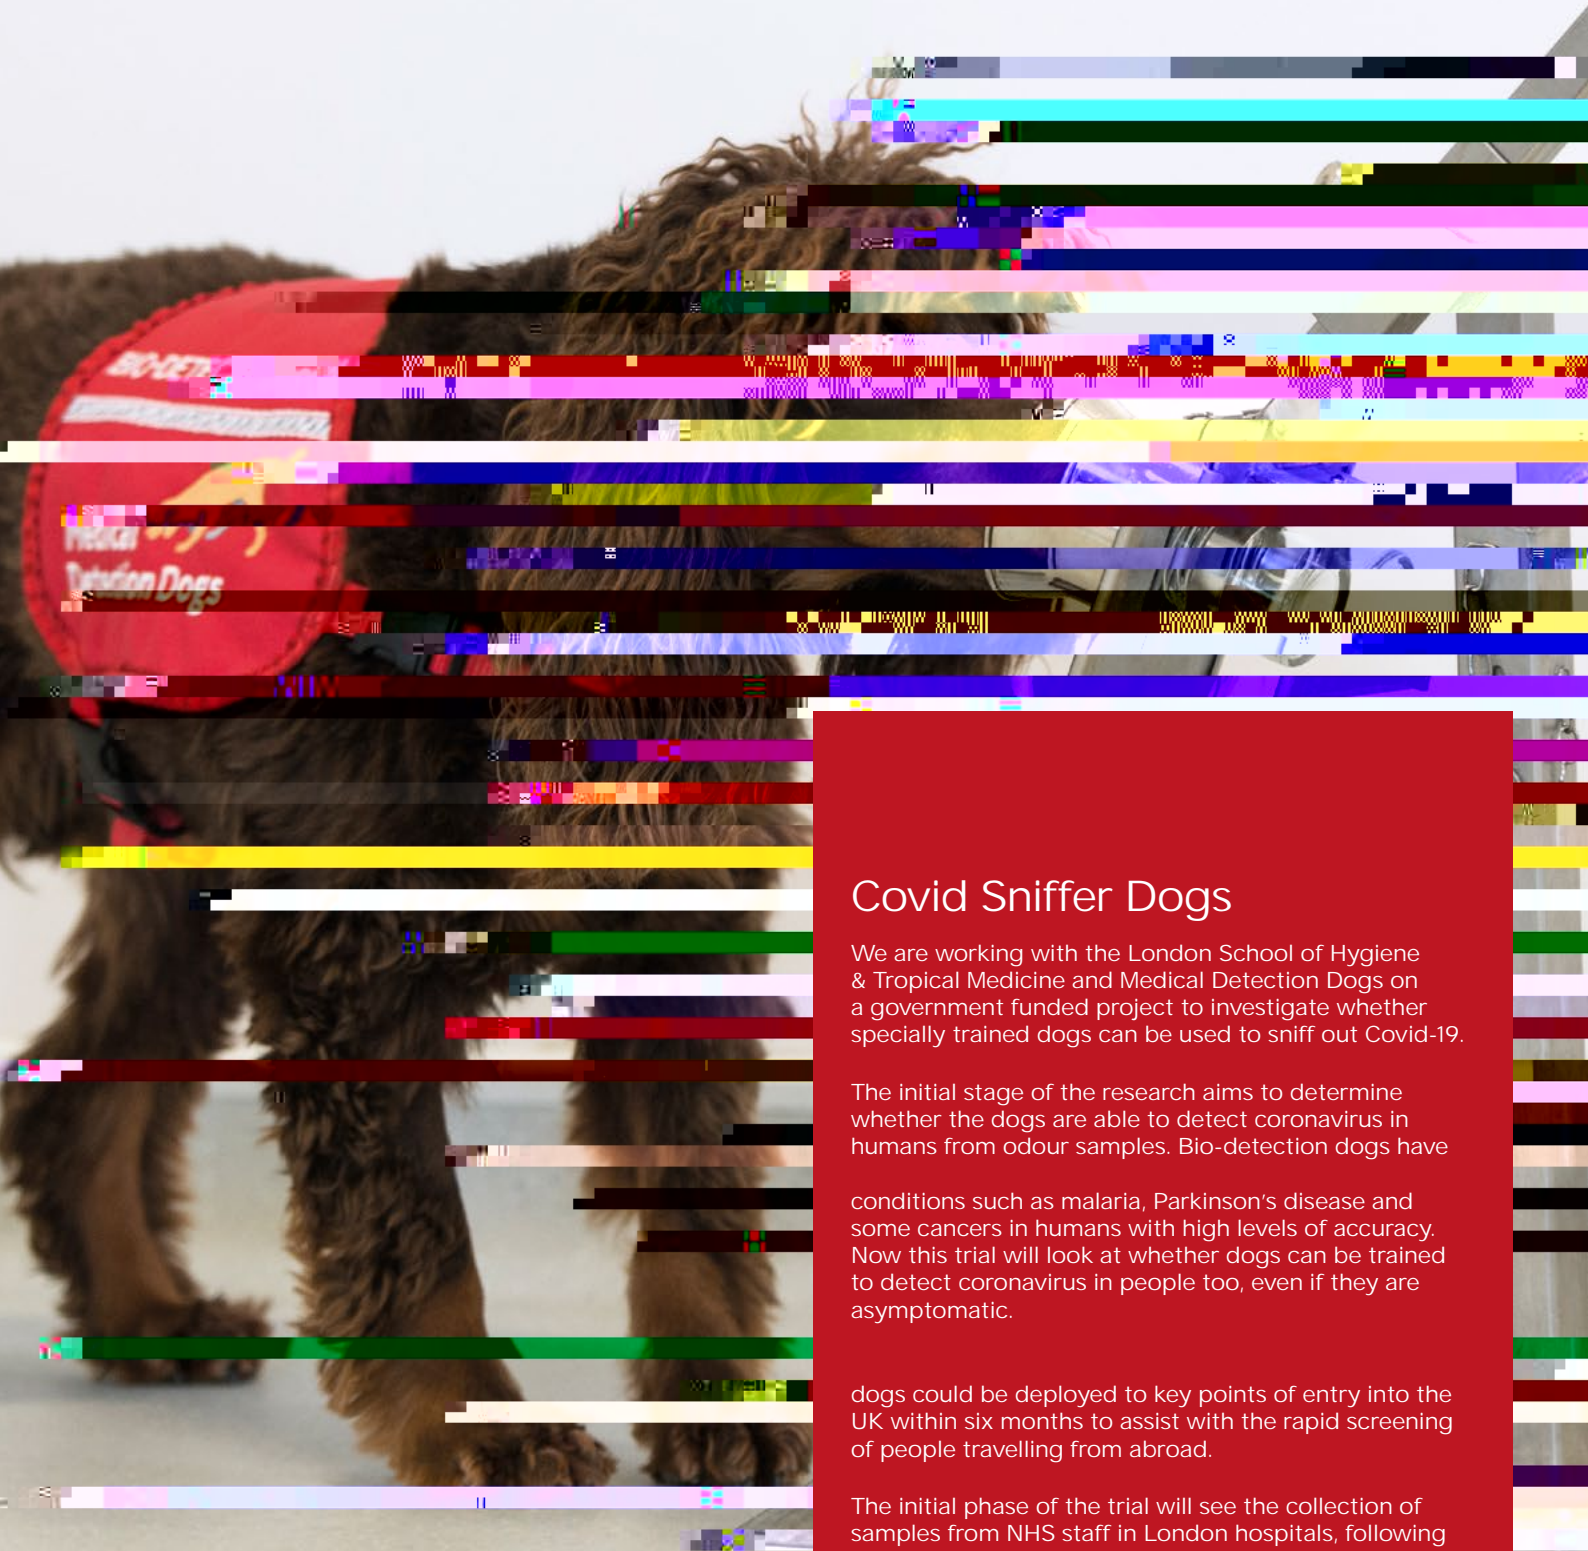 BIO-DET
Medical
Detection Dogs
Covid Sniffer Dogs
We are working with the London School of Hygiene
& Tropical Medicine and Medical Detection Dogs on
a government funded project to investigate whether
specially trained dogs can be used to sniff out Covid-19.
The initial stage of the research aims to determine
whether the dogs are able to detect coronavirus in
humans from odour samples. Bio-detection dogs have
conditions such as malaria, Parkinson's disease and
some cancers in humans with high levels of accuracy.
Now this trial will look at whether dogs can be trained
to detect coronavirus in people too, even if they are
asymptomatic.
dogs could be deployed to key points of entry into the
UK within six months to assist with the rapid screening
of people travelling from abroad.
The initial phase of the trial will see the collection of
samples from NHS staff in London hospitals, following